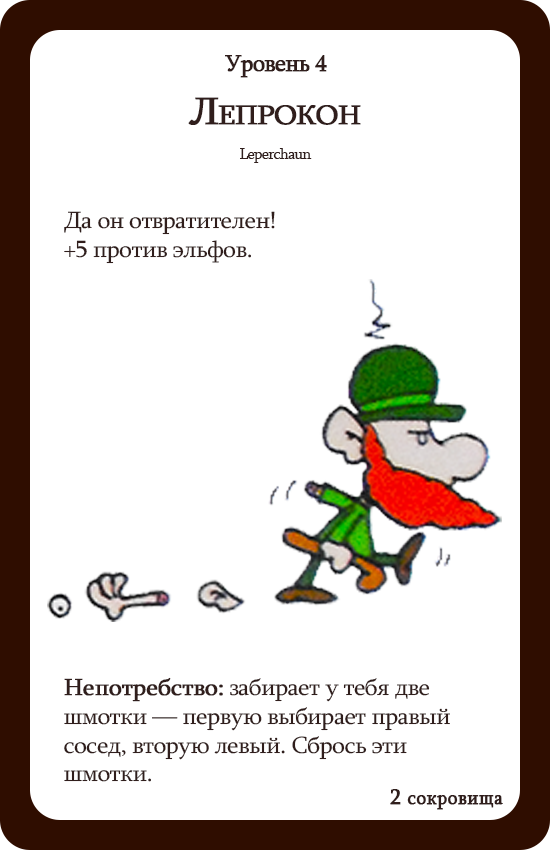 Уровень 4
Лепрокон
Leperchaun
Да он отвратителен!
+5 против эльфов.
Непотребство: забирает у тебя две
шмотки — первую выбирает правый
сосед, вторую левый. Сбрось эти
шмотки.
2 сокровища